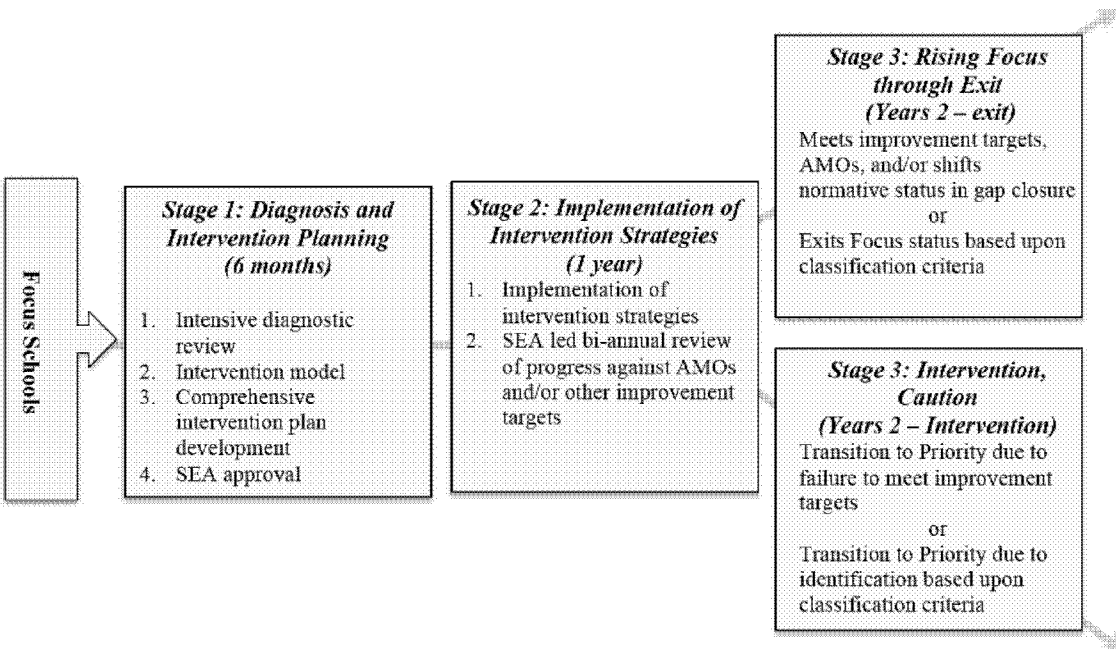 Focus Schools
Stage 1: Diagnosis and
Intervention Planning
(6 months)
1. Intensive diagnostic
review
2. Intervention model
3. Comprehensive
intervention plan
development
4. SEA approval
Stage 2: Implementation of
Intervention Strategies
(1 year)
1. Implementation of
intervention strategies
2. SEA led bi-annual review
of progress against AMOs
and/or other improvement
targets
Stage 3: Rising Focus
through Exit
(Years 2 – exit)
Meets improvement targets,
AMOs, and/or shifts
normative status in gap closure
or
Exits Focus status based upon
classification criteria
Stage 3: Intervention,
Caution
(Years 2 – Intervention)
Transition to Priority due to
failure to meet improvement
targets
or
Transition to Priority due to
identification based upon
classification criteria